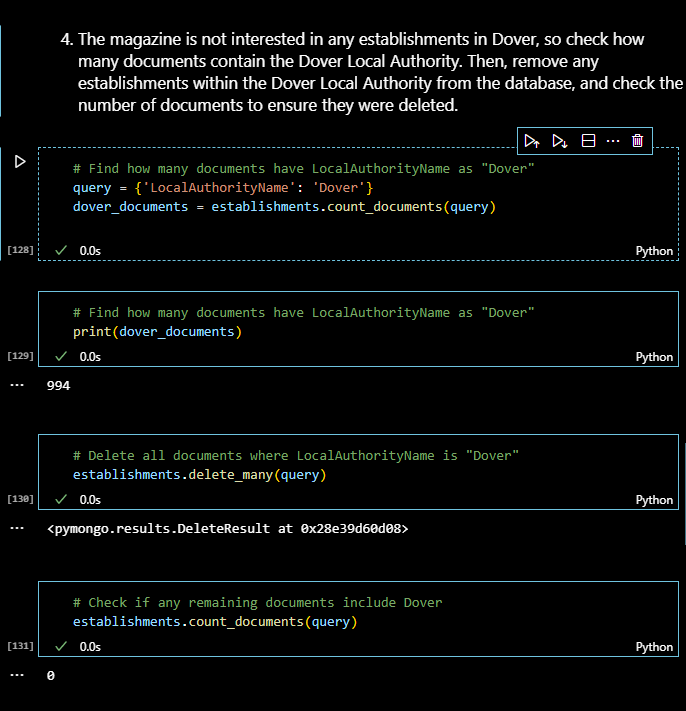 4. The magazine is not interested in any establishments in Dover, so check how
many documents contain the Dover Local Authority. Then, remove any
establishments within the Dover Local Authority from the database, and check the
number of documents to ensure they were deleted.
# Find how many documents have LocalAuthorityName as "Dover"
query = {'LocalAuthorityName': 'Dover'}
dover_documents = establishments.count_documents(query)
[128] 0.0s Python
# Find how many documents have LocalAuthorityName as "Dover"
print(dover_documents)
[129] 0.0s Python
... 994
# Delete all documents where LocalAuthorityName is "Dover"
establishments.delete_many(query)
[130] 0.0s Python
... <pymongo.results.DeleteResult at 0x28e39d60d08>
# Check if any remaining documents include Dover
establishments.count_documents(query)
[131] 0.0s Python
... 0